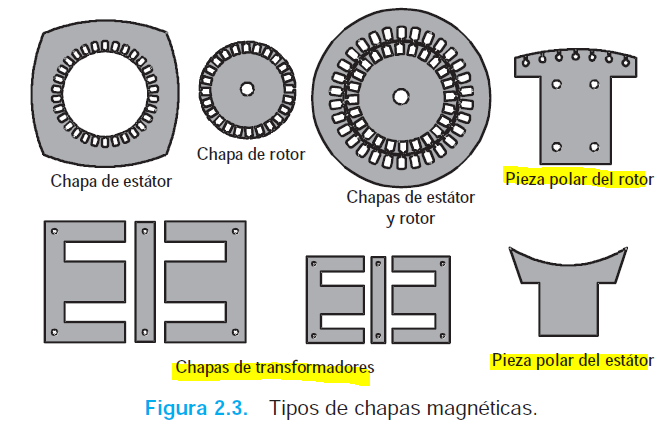 Chapa de estátor
Chapa de rotor
Chapas de estátor
y rotor
Pieza polar del rotor
Chapas de transformadores
Pieza polar del estátor
Figura 2.3. Tipos de chapas magnéticas.